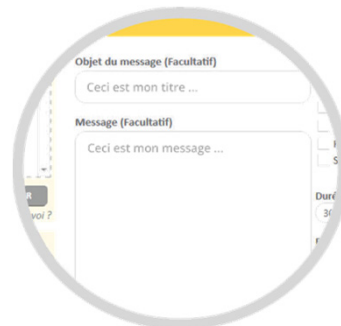 Objet du message (Facultatif)
Ceci est mon titre ...
Message (Facultatif)
Ceci est mon message ...
R
voi ?
Duré
30